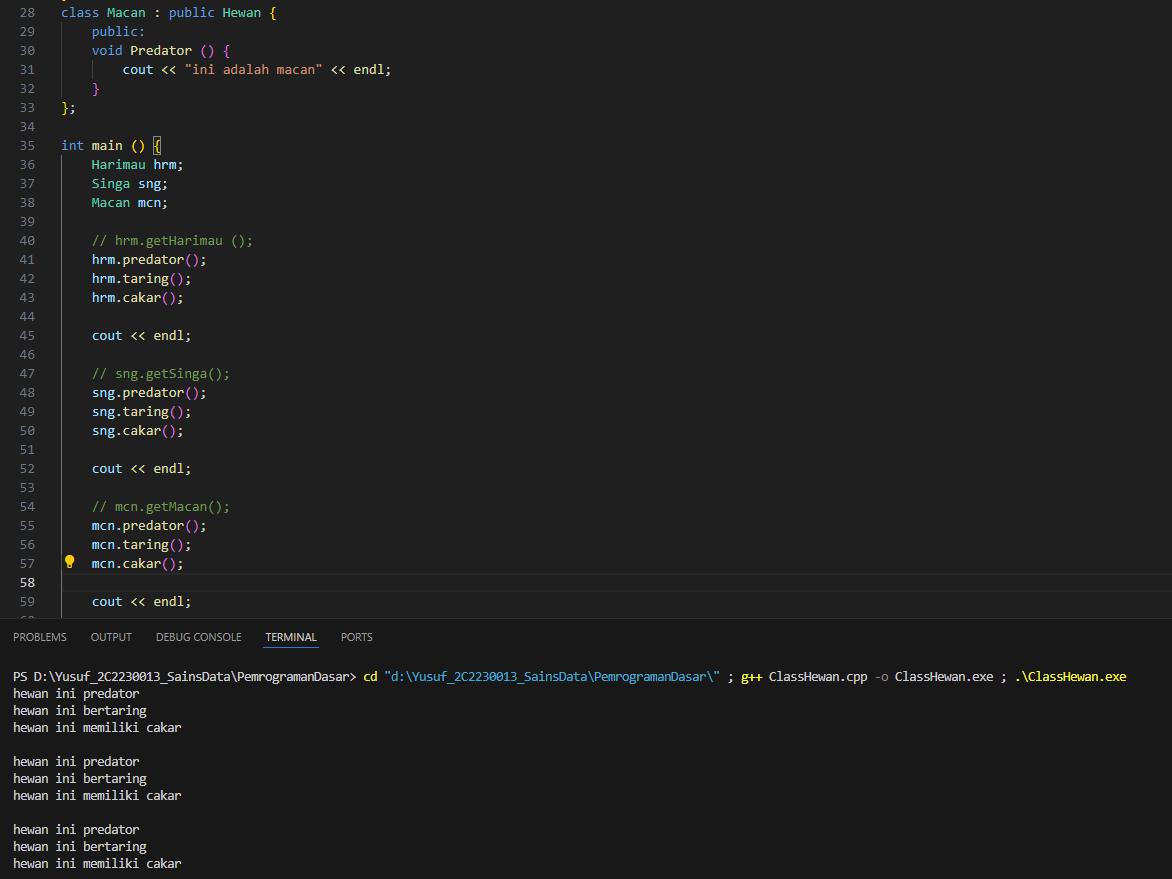 28 class Macan : public Hewan {
29 public:
30 void Predator () {
31 cout << "ini adalah macan" << endl;
32 }
33 };
34
35 int main () {
36 Harimau hrm;
37 Singa sng;
38 Macan mcn;
39
40 // hrm.getHarimau ();
41 hrm.predator();
42 hrm.taring();
43 hrm.cakar();
44
45 cout << endl;
46
47 // sng.getSinga();
48 sng.predator();
49 sng.taring();
50 sng.cakar();
51
52 cout << endl;
53
54 // mcn.getMacan();
55 mcn.predator();
56 mcn.taring();
57 mcn.cakar();
58
59 cout << endl;
PROBLEMS OUTPUT DEBUG CONSOLE TERMINAL PORTS
PS D:\Yusuf_2C2230013_SainsData\PemrogramanDasar> cd "d:\Yusuf_2C2230013_SainsData\PemrogramanDasar\" ; g++ ClassHewan.cpp -o ClassHewan.exe ; .\ClassHewan.exe
hewan ini predator
hewan ini bertaring
hewan ini memiliki cakar

hewan ini predator
hewan ini bertaring
hewan ini memiliki cakar

hewan ini predator
hewan ini bertaring
hewan ini memiliki cakar